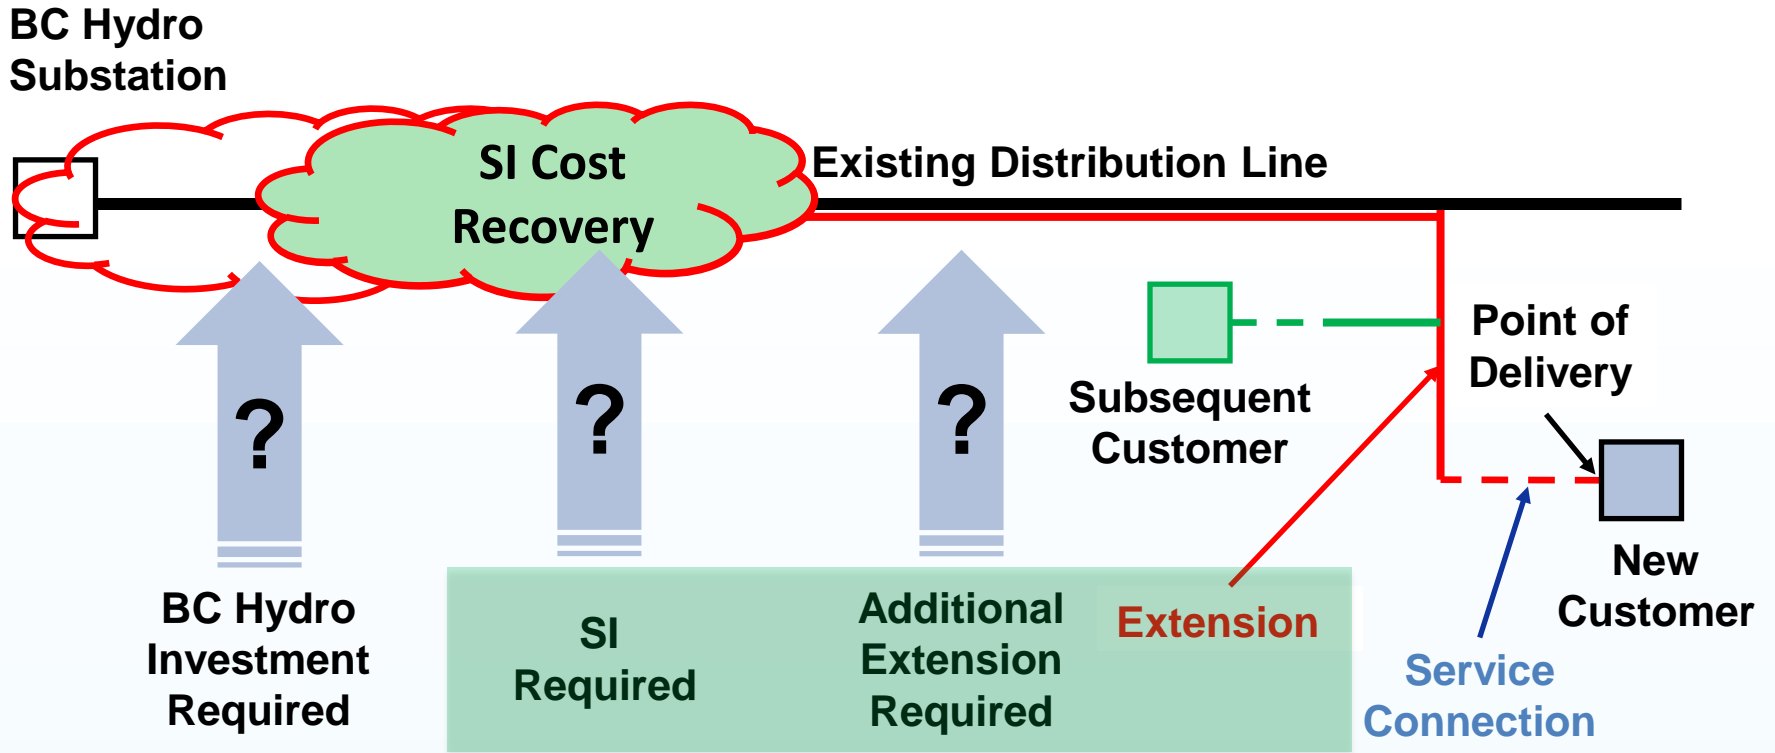 BC Hydro
Substation
SI Cost
Recovery
Existing Distribution Line
?
?
?
Subsequent
Customer
Point of
Delivery
New
Customer
BC Hydro
Investment
Required
SI
Required
Additional
Extension
Required
Extension
Service
Connection